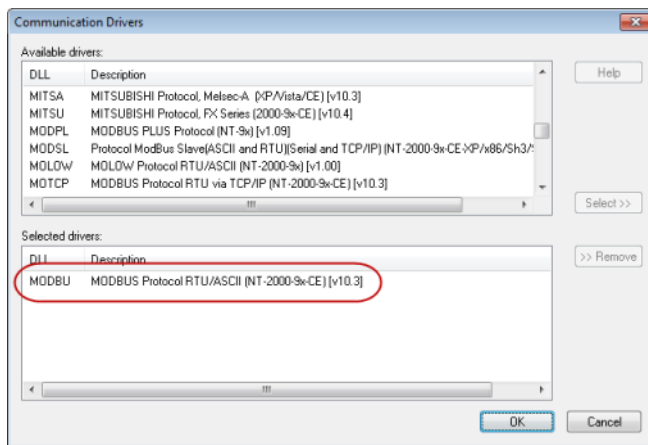 Communication Drivers
Available drivers:
DLL Description
MITSA MITSUBISHI Protocol, Melsec-A (XP/Vista/CE) [v10.3]
MITSU MITSUBISHI Protocol, FX Series (2000-9x-CE) [v10.4]
MODPL MODBUS PLUS Protocol (NT-9x) [v1.09]
MODSL Protocol ModBus Slave(ASCII and RTU)(Serial and TCP/IP) (NT-2000-9x-CE-XP/x86/Sh3/
MOLOW MOLOW Protocol RTU/ASCII (NT-2000-9x) [v1.00]
MOTCP MODBUS Protocol RTU via TCP/IP (NT-2000-9x-CE) [v10.3]
Help
Select >>
Selected drivers:
DLL Description
MODBU MODBUS Protocol RTU/ASCII (NT-2000-9x-CE) [v10.3]
>> Remove
OK Cancel